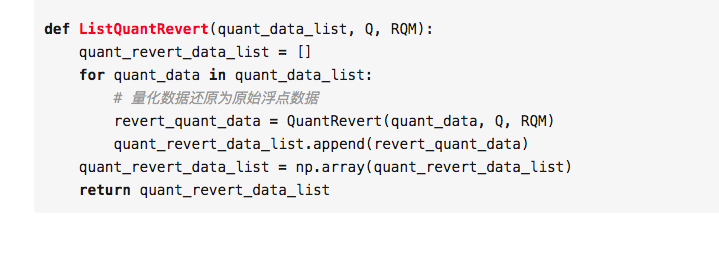 def ListQuantRevert(quant_data_list, Q, RQM):
    quant_revert_data_list = []
    for quant_data in quant_data_list:
        # 量化数据还原为原始浮点数据
        revert_quant_data = QuantRevert(quant_data, Q, RQM)
        quant_revert_data_list.append(revert_quant_data)
    quant_revert_data_list = np.array(quant_revert_data_list)
    return quant_revert_data_list